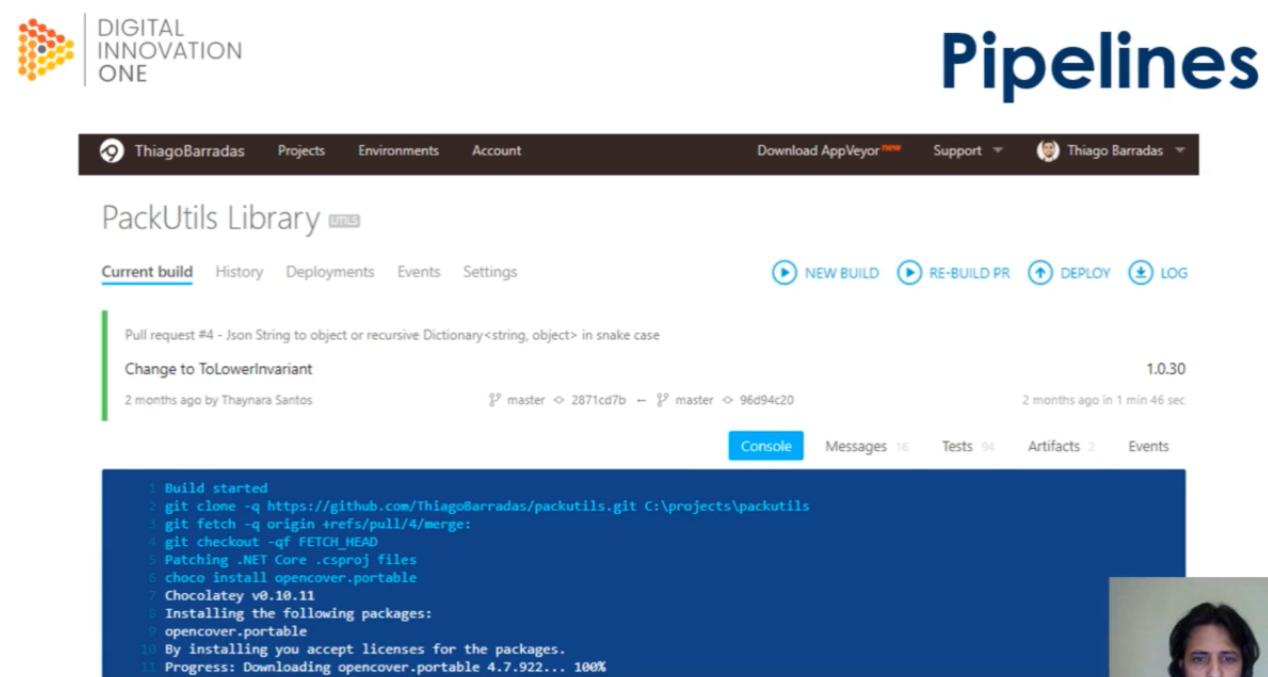 DIGITAL
INNOVATION
ONE
Pipelines
ThiagoBarradas Projects Environments Account Download AppVeyor new Support Thiago Barradas
PackUtils Library UTILS
Current build History Deployments Events Settings NEW BUILD RE-BUILD PR DEPLOY LOG
Pull request #4 - Json String to object or recursive Dictionary<string, object> in snake case
Change to ToLowerInvariant 1.0.30
2 months ago by Thaynara Santos master 2871cd7b ← master 96d94c20 2 months ago in 1 min 46 sec
Console Messages 16 Tests 94 Artifacts 2 Events
1 Build started
2 git clone -q https://github.com/ThiagoBarradas/packutils.git C:\projects\packutils
3 git fetch -q origin +refs/pull/4/merge:
4 git checkout -qf FETCH_HEAD
5 Patching .NET Core .csproj files
6 choco install opencover.portable
7 Chocolatey v0.10.11
8 Installing the following packages:
9 opencover.portable
10 By installing you accept licenses for the packages.
11 Progress: Downloading opencover.portable 4.7.922... 100%